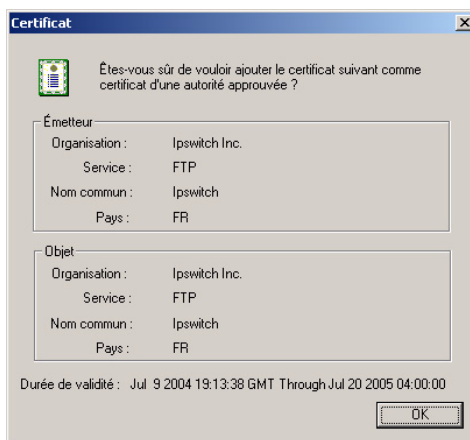 Certificat
Êtes-vous sûr de vouloir ajouter le certificat suivant comme
certificat d'une autorité approuvée ?
Émetteur
Organisation : Ipswitch Inc.
Service : FTP
Nom commun : Ipswitch
Pays : FR
Objet
Organisation : Ipswitch Inc.
Service : FTP
Nom commun : Ipswitch
Pays : FR
Durée de validité : Jul 9 2004 19:13:38 GMT Through Jul 20 2005 04:00:00
OK